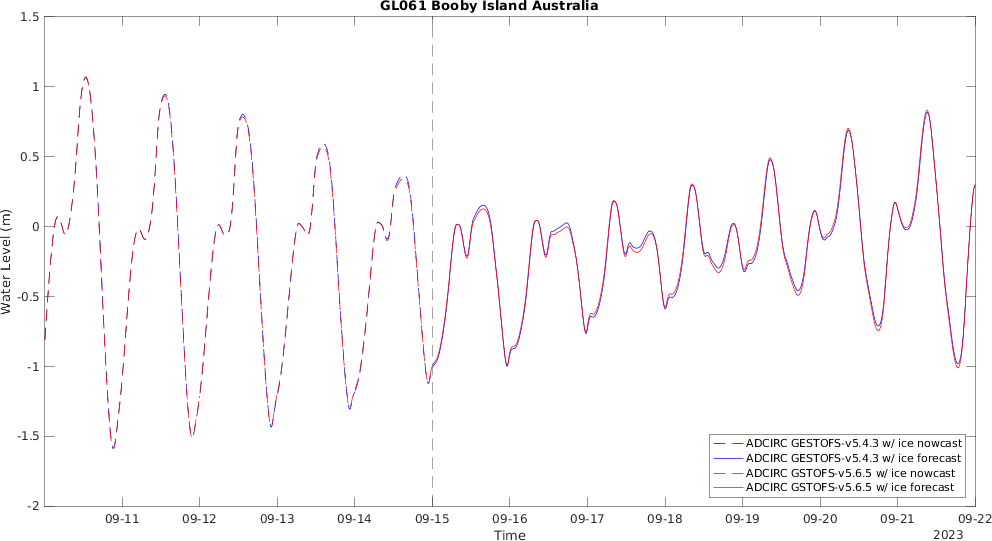 GL061 Booby Island Australia
1.5
1
0.5
0
-0.5
-1
-1.5
-2
Water Level (m)
09-11 09-12 09-13 09-14 09-15 09-16 09-17 09-18 09-19 09-20 09-21 09-22
Time
2023
ADCIRC GESTOFS-v5.4.3 w/ ice nowcast
ADCIRC GESTOFS-v5.4.3 w/ ice forecast
ADCIRC GSTOFS-v5.6.5 w/ ice nowcast
ADCIRC GSTOFS-v5.6.5 w/ ice forecast